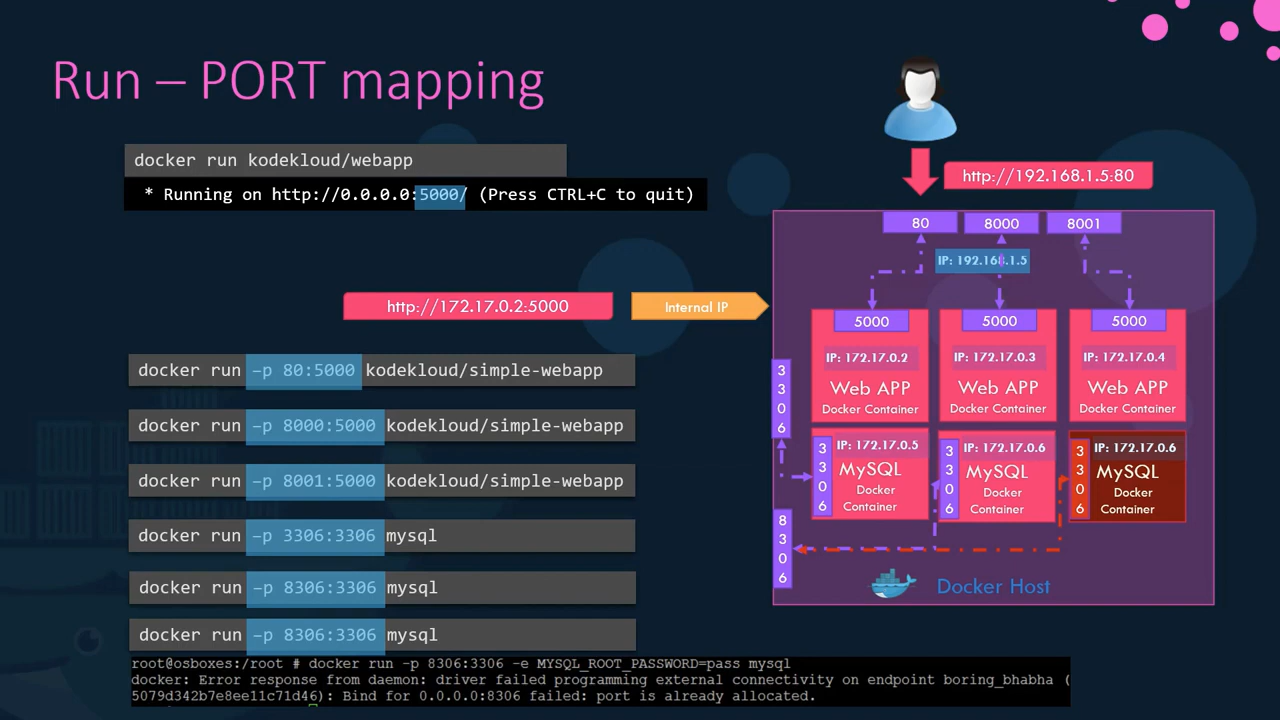 Run – PORT mapping
docker run kodekloud/webapp
* Running on http://0.0.0.0:5000/ (Press CTRL+C to quit)
http://172.17.0.2:5000
Internal IP
docker run -p 80:5000 kodekloud/simple-webapp
docker run -p 8000:5000 kodekloud/simple-webapp
docker run -p 8001:5000 kodekloud/simple-webapp
docker run -p 3306:3306 mysql
docker run -p 8306:3306 mysql
docker run -p 8306:3306 mysql
root@osboxes:/root # docker run -p 8306:3306 -e MYSQL_ROOT_PASSWORD=pass mysql
docker: Error response from daemon: driver failed programming external connectivity on endpoint boring_bhabha (
5079d342b7e8ee11c71d46): Bind for 0.0.0.0:8306 failed: port is already allocated.
http://192.168.1.5:80
80
8000
8001
IP: 192.168.1.5
5000
5000
5000
IP: 172.17.0.2
IP: 172.17.0.3
IP: 172.17.0.4
Web APP
Docker Container
Web APP
Docker Container
Web APP
Docker Container
3306
3306
IP: 172.17.0.5
MySQL
Docker
Container
3306
IP: 172.17.0.6
MySQL
Docker
Container
3306
IP: 172.17.0.6
MySQL
Docker
Container
8306
Docker Host